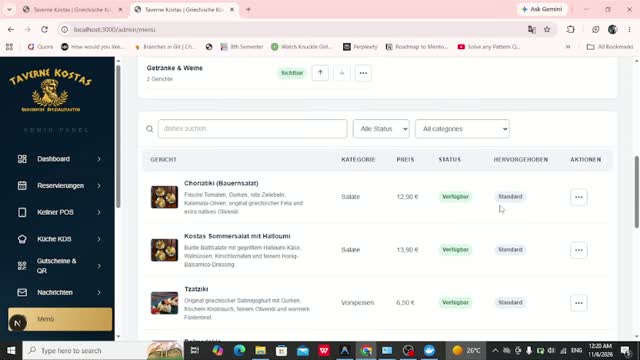 Taverne Kostas | Griechische K
Taverne Kostas | Griechische K
Ask Gemini
localhost:3000/admin/menu
Quora
How would you like...
Branches in Git | Ch...
8th Semester
Watch Knuckle Girl...
Perplexity
Roadmap to Mento...
Solve any Pattern Q...
All Bookmarks
TAVERNE KOSTAS
GRIECHISCHE SPEZIALITÄTEN
ADMIN PANEL
Dashboard
Reservierungen
Kellner POS
Küche KDS
Gutscheine & QR
Nachrichten
Menü
N
Getränke & Weine
2 Gerichte
Sichtbar
dishes suchen.
Alle Status
All categories
GERICHT KATEGORIE PREIS STATUS HERVORGEHOBEN AKTIONEN
Choriatiki (Bauernsalat)
Frische Tomaten, Gurken, rote Zwiebeln,
Kalamata-Oliven, original griechischer Feta und
extra natives Olivenöl.
Salate 12,90 € Verfügbar Standard
Kostas Sommersalat mit Halloumi
Bunte Blattsalate mit gegrilltem Halloumi-Käse,
Walnüssen, Kirschtomaten und feinem Honig-
Balsamico-Dressing.
Salate 13,90 € Verfügbar Standard
Tzatziki
Original griechischer Sahnejoghurt mit Gurken,
frischem Knoblauch, feinem Olivenöl und warmem
Fladenbrot.
Vorspeisen 6,50 € Verfügbar Standard
Type here to search
26°C
ENG
12:20 AM
11/6/2026